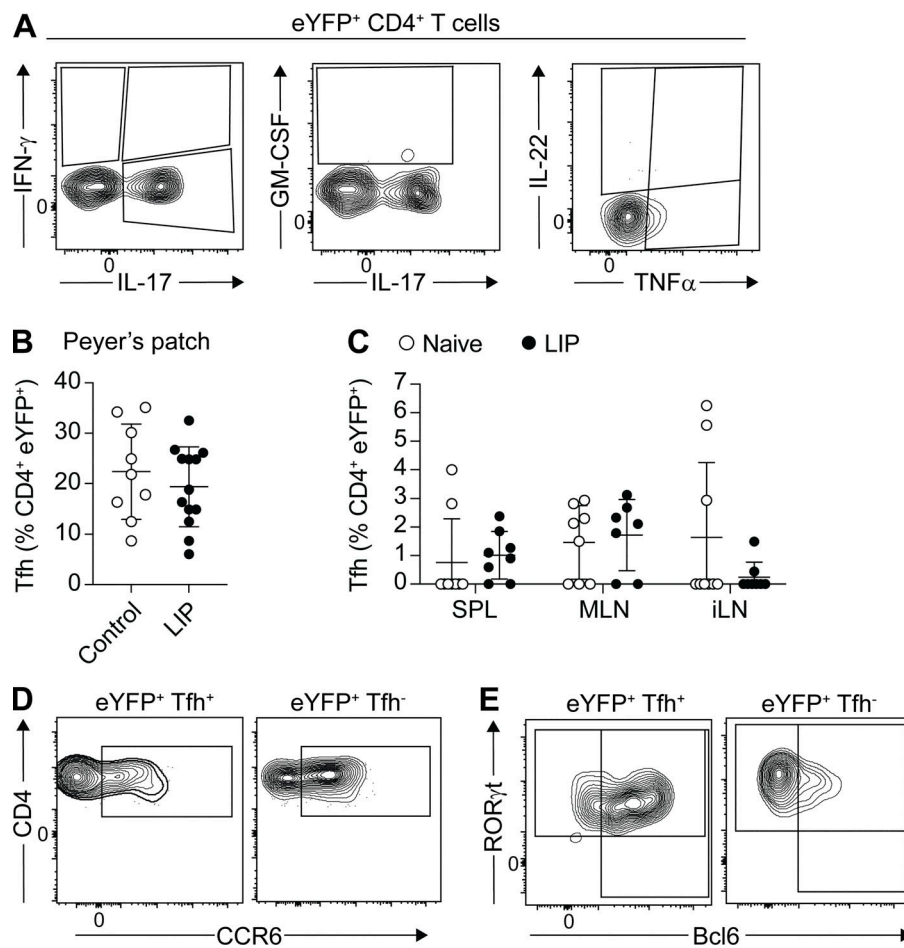 A
eYFP⁺ CD4⁺ T cells
IFN-γ
0
0
IL-17
GM-CSF
0
0
IL-17
IL-22
0
0
TNFα
B Peyer's patch
Tfh (% CD4⁺ eYFP⁺)
40
30
20
10
0
Control
LIP
C
Naive
LIP
Tfh (% CD4⁺ eYFP⁺)
7
6
5
4
3
2
1
0
SPL
MLN
iLN
D
eYFP⁺ Tfh⁺
eYFP⁺ Tfh⁻
CD4
0
0
CCR6
E
eYFP⁺ Tfh⁺
eYFP⁺ Tfh⁻
RORγt
0
0
Bcl6